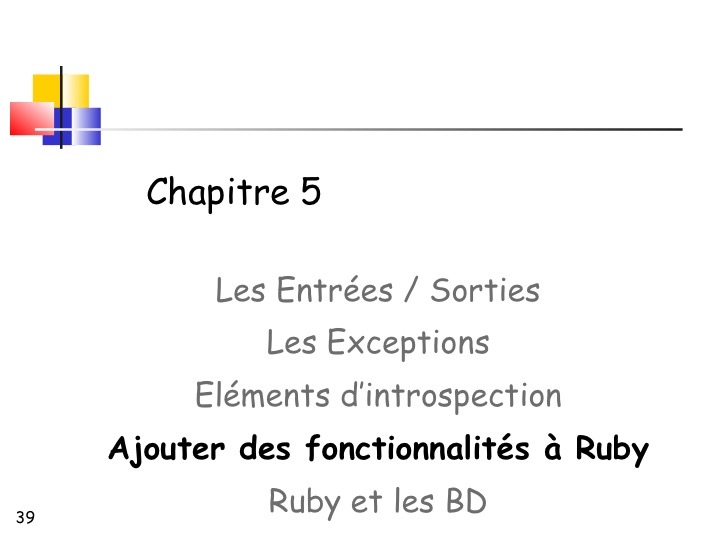 Chapitre 5
Les Entrées / Sorties
Les Exceptions
Eléments d’introspection
Ajouter des fonctionnalités à Ruby
Ruby et les BD
39